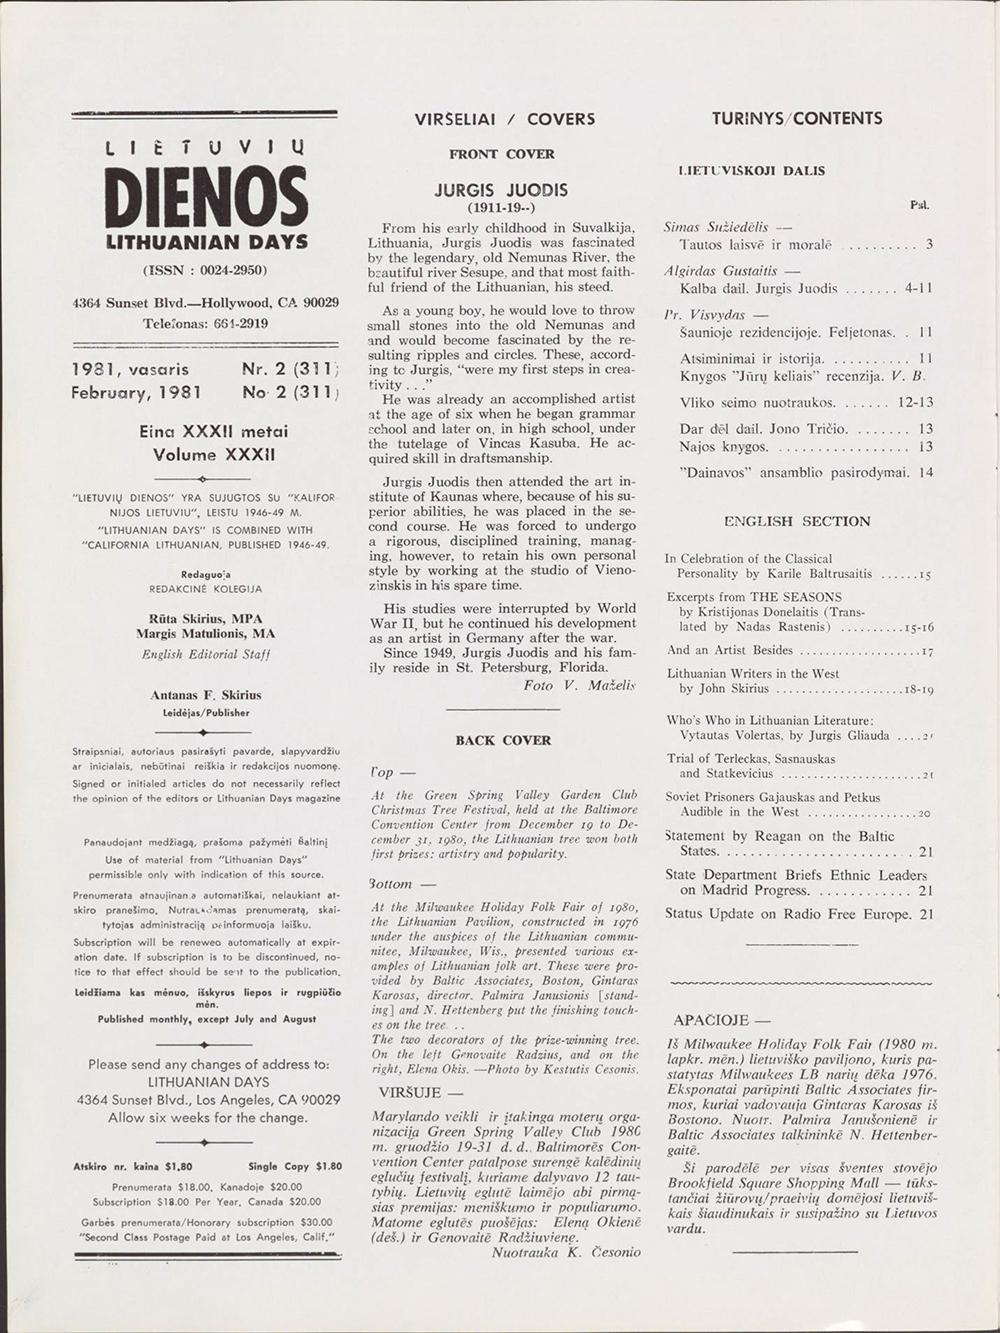 LIETUVIŲ
DIENOS
LITHUANIAN DAYS
(ISSN : 0024-2950)
4364 Sunset Blvd.—Hollywood, CA 90029
Telefonas: 664-2919
1981, vasaris Nr. 2 (311)
February, 1981 No 2 (311)
Eina XXXII metai
Volume XXXII
"LIETUVIŲ DIENOS" YRA SUJUGTOS SU "KALIFOR
NIJOS LIETUVIU", LEISTU 1946-49 M.
"LITHUANIAN DAYS" IS COMBINED WITH
"CALIFORNIA LITHUANIAN, PUBLISHED 1946-49.
Redaguoja
REDAKCINĖ KOLEGIJA
Rūta Skirius, MPA
Margis Matulionis, MA
English Editorial Staff
Antanas F. Skirius
Leidėjas/Publisher
Straipsniai, autoriaus pasirašyti pavarde, slapyvardžiu
ar inicialais, nebūtinai reiškia ir redakcijos nuomonę.
Signed or initialed articles do not necessarily reflect
the opinion of the editors or Lithuanian Days magazine
Panaudojant medžiagą, prašoma pažymėti šaltinį
Use of material from "Lithuanian Days"
permissible only with indication of this source.
Prenumerata atnaujinama automatiškai, nelaukiant at-
skiro pranešimo. Nutraukdamas prenumeratą, skai-
tytojas administraciją painformuoja laišku.
Subscription will be renewed automatically at expir-
ation date. If subscription is to be discontinued, no-
tice to that effect should be sent to the publication.
Leidžiama kas mėnuo, išskyrus liepos ir rugpiūčio
mėn.
Published monthly, except July and August
Please send any changes of address to:
LITHUANIAN DAYS
4364 Sunset Blvd., Los Angeles, CA 90029
Allow six weeks for the change.
Atskiro nr. kaina $1.80 Single Copy $1.80
Prenumerata $18.00, Kanadoje $20.00
Subscription $18.00 Per Year, Canada $20.00
Garbės prenumerata/Honorary subscription $30.00
"Second Class Postage Paid at Los Angeles, Calif."
VIRŠELIAI / COVERS
FRONT COVER
JURGIS JUODIS
(1911-19--)
From his early childhood in Suvalkija,
Lithuania, Jurgis Juodis was fascinated
by the legendary, old Nemunas River, the
beautiful river Sesupe, and that most faith-
ful friend of the Lithuanian, his steed.
As a young boy, he would love to throw
small stones into the old Nemunas and
and would become fascinated by the re-
sulting ripples and circles. These, accord-
ing to Jurgis, "were my first steps in crea-
tivity . . ."
He was already an accomplished artist
at the age of six when he began grammar
school and later on, in high school, under
the tutelage of Vincas Kasuba. He ac-
quired skill in draftsmanship.
Jurgis Juodis then attended the art in-
stitute of Kaunas where, because of his su-
perior abilities, he was placed in the se-
cond course. He was forced to undergo
a rigorous, disciplined training, manag-
ing, however, to retain his own personal
style by working at the studio of Vieno-
zinskis in his spare time.
His studies were interrupted by World
War II, but he continued his development
as an artist in Germany after the war.
Since 1949, Jurgis Juodis and his fam-
ily reside in St. Petersburg, Florida.
Foto V. Maželis
BACK COVER
Top —
At the Green Spring Valley Garden Club
Christmas Tree Festival, held at the Baltimore
Convention Center from December 19 to De-
cember 31, 1980, the Lithuanian tree won both
first prizes: artistry and popularity.
Bottom —
At the Milwaukee Holiday Folk Fair of 1980,
the Lithuanian Pavilion, constructed in 1976
under the auspices of the Lithuanian commu-
nitee, Milwaukee, Wis., presented various ex-
amples of Lithuanian folk art. These were pro-
vided by Baltic Associates, Boston, Gintaras
Karosas, director. Palmira Janusionis [stand-
ing] and N. Hettenberg put the finishing touch-
es on the tree . . .
The two decorators of the prize-winning tree.
On the left Genovaite Radzius, and on the
right, Elena Okis. —Photo by Kestutis Cesonis.
VIRŠUJE —
Marylando veikli ir įtakinga moterų orga-
nizacija Green Spring Valley Club 1980
m. gruodžio 19-31 d. d. Baltimorės Con-
vention Center patalpose surengė kalėdinių
eglučių festivalį, kuriame dalyvavo 12 tau-
tybių. Lietuvių eglutė laimėjo abi pirmą-
sias premijas: meniškumo ir populiarumo.
Matome eglutės puošėjas: Eleną Okienė
(deš.) ir Genovaitė Radžiuvienę.
Nuotrauka K. Česonio
TURINYS/CONTENTS
LIETUVIŠKOJI DALIS
Psl.
Simas Sužiedėlis —
Tautos laisvė ir moralė .......... 3
Algirdas Gustaitis —
Kalba dail. Jurgis Juodis ....... 4-11
Pr. Visvydas —
Šaunioje rezidencijoje. Feljetonas. . 11
Atsiminimai ir istorija. .......... 11
Knygos "Jūrų keliais" recenzija. V. B.
Vliko seimo nuotraukos. ...... 12-13
Dar dėl dail. Jono Tričio. ....... 13
Najos knygos. ................ 13
"Dainavos" ansamblio pasirodymai. 14
ENGLISH SECTION
In Celebration of the Classical
Personality by Karile Baltrusaitis ......15
Excerpts from THE SEASONS
by Kristijonas Donelaitis (Trans-
lated by Nadas Rastenis) ..........15-16
And an Artist Besides ...................17
Lithuanian Writers in the West
by John Skirius ....................18-19
Who's Who in Lithuanian Literature:
Vytautas Volertas, by Jurgis Gliauda ....21
Trial of Terleckas, Sasnauskas
and Statkevicius ......................21
Soviet Prisoners Gajauskas and Petkus
Audible in the West .................20
Statement by Reagan on the Baltic
States. ........................ 21
State Department Briefs Ethnic Leaders
on Madrid Progress. ............ 21
Status Update on Radio Free Europe. 21
APAČIOJE —
Iš Milwaukee Holiday Folk Fair (1980 m.
lapkr. mėn.) lietuviško paviljono, kuris pa-
statytas Milwaukees LB narių dėka 1976.
Eksponatai parūpinti Baltic Associates fir-
mos, kuriai vadovauja Gintaras Karosas iš
Bostono. Nuotr. Palmira Janušonienė ir
Baltic Associates talkininkė N. Hettenber-
gaitė.
Ši parodėlė per visas šventes stovėjo
Brookfield Square Shopping Mall — tūks-
tančiai žiūrovų/praeivių domėjosi lietuviš-
kais šiaudinukais ir susipažino su Lietuvos
vardu.